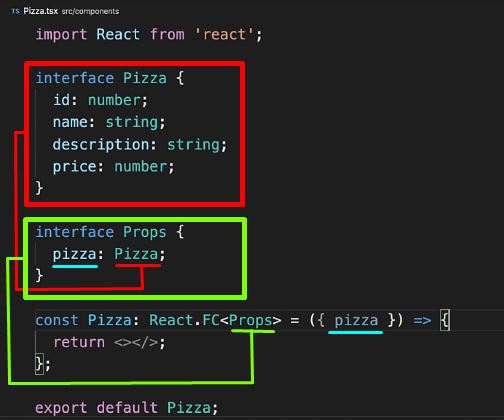 TS Pizza.tsx src/components
import React from 'react';
interface Pizza {
id: number;
name: string;
description: string;
price: number;
}
interface Props {
pizza: Pizza;
}
const Pizza: React.FC<Props> = ({ pizza }) => {
return <></>;
};
export default Pizza;